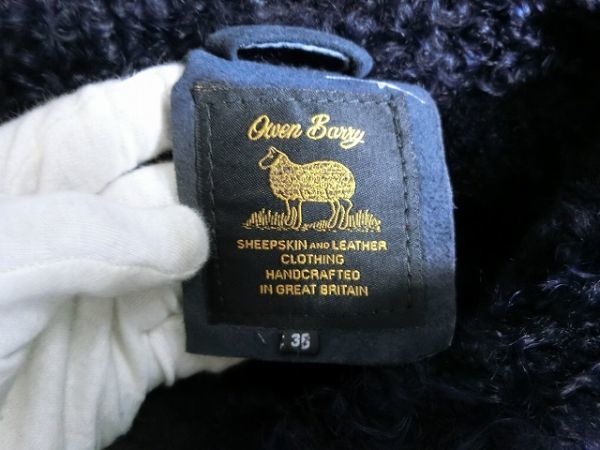 Owen Barry
SHEEPSKIN AND LEATHER
CLOTHING
HANDCRAFTED
IN GREAT BRITAIN
36